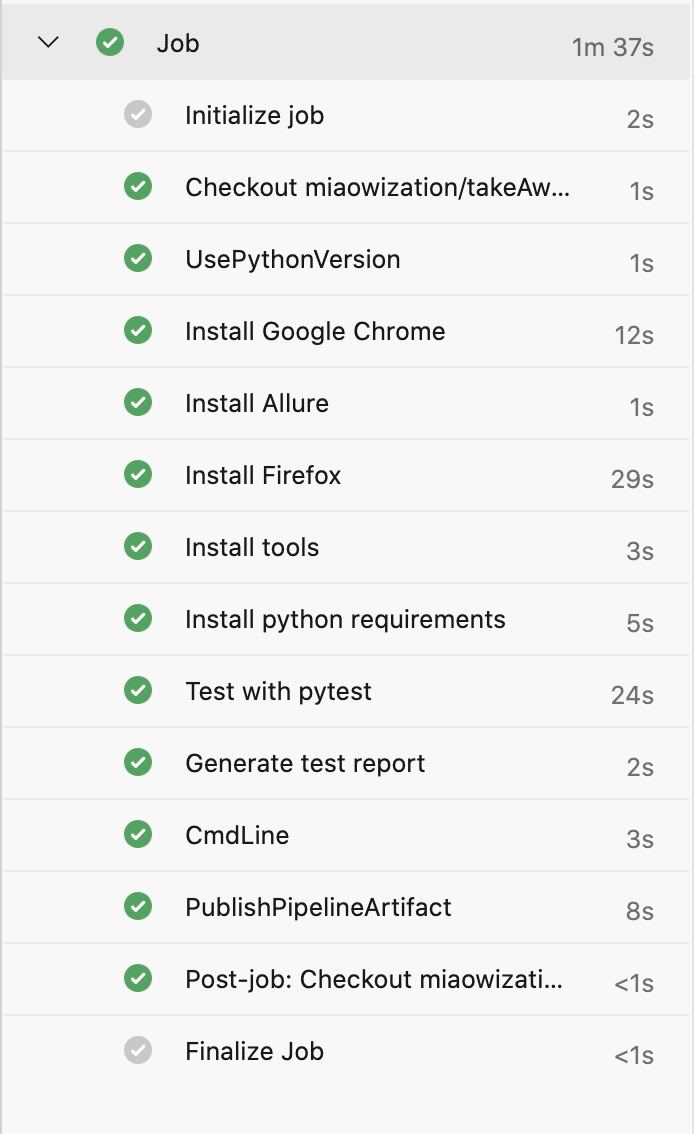 Job 1m 37s
Initialize job 2s
Checkout miaowization/takeAw... 1s
UsePythonVersion 1s
Install Google Chrome 12s
Install Allure 1s
Install Firefox 29s
Install tools 3s
Install python requirements 5s
Test with pytest 24s
Generate test report 2s
CmdLine 3s
PublishPipelineArtifact 8s
Post-job: Checkout miaowizati... <1s
Finalize Job <1s